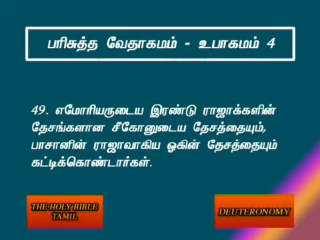 பரிசுத்த வேதாகமம் - உபாகமம் 4
49. எமோரியருடைய இரண்டு ராஜாக்களின்
தேசங்களான சீகோனுடைய தேசத்தையும்,
பாசானின் ராஜாவாகிய ஓகின் தேசத்தையும்
கட்டிக்கொண்டார்கள்.
THE HOLY BIBLE
TAMIL
DEUTERONOMY